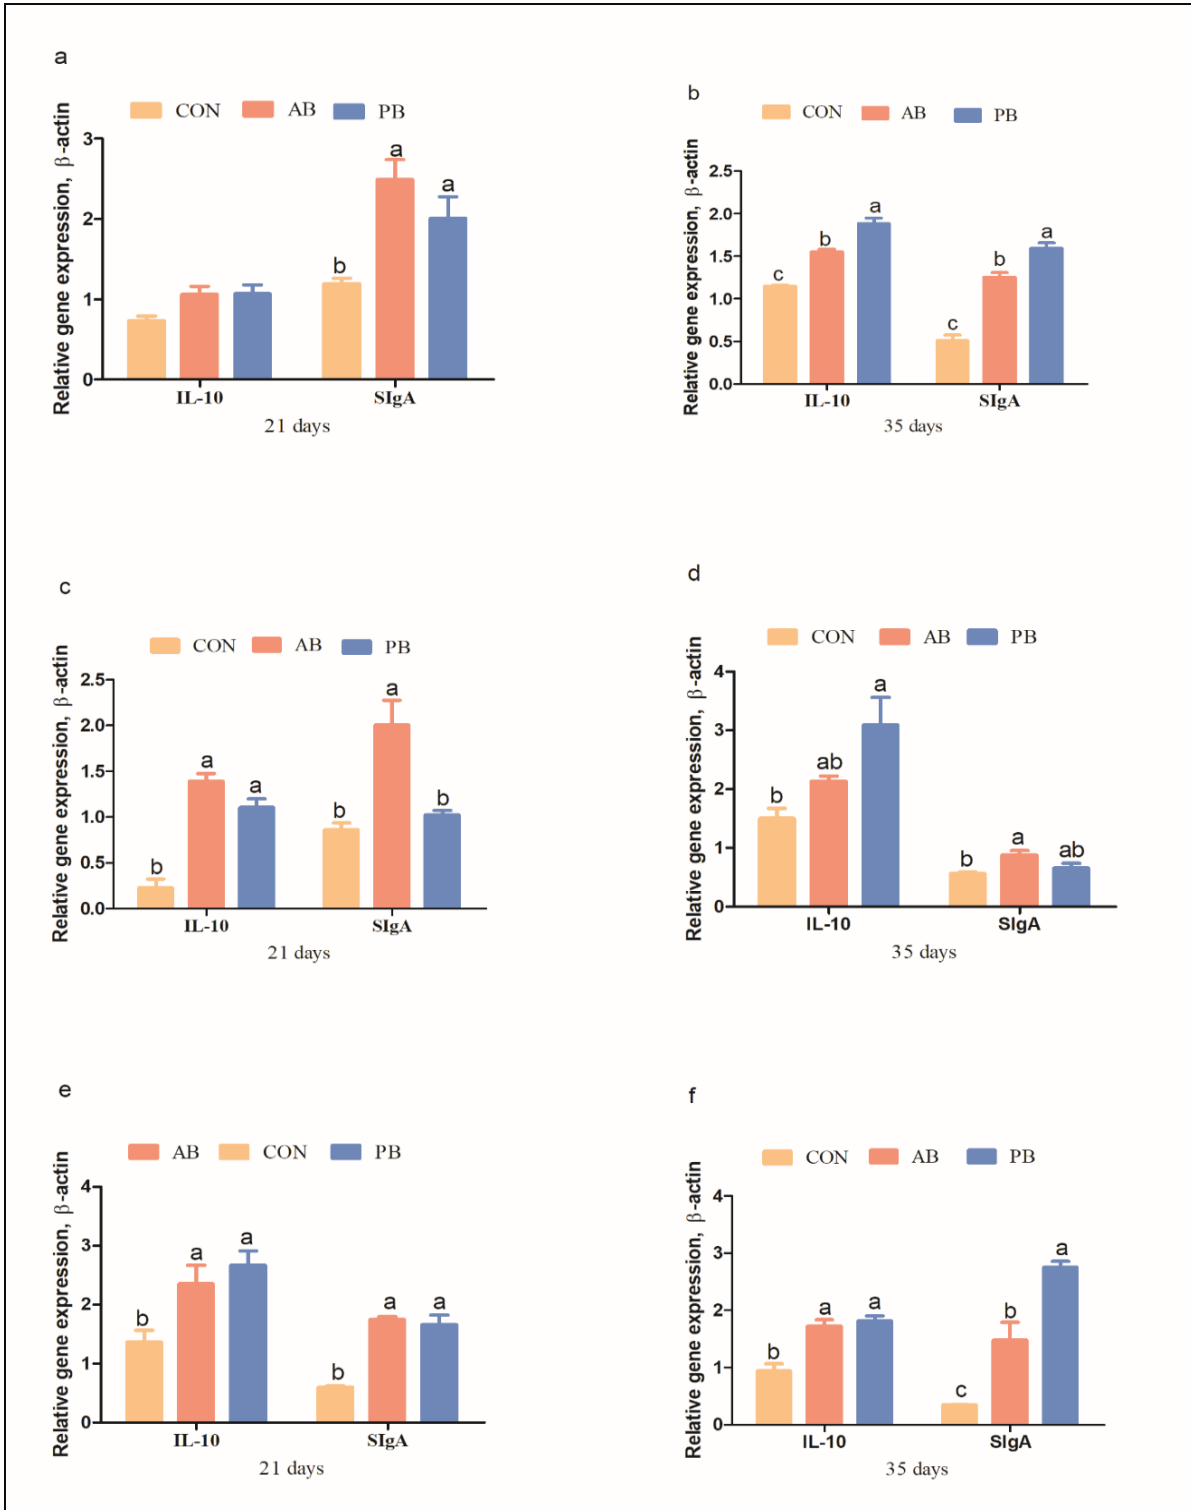 a
CON AB PB
Relative gene expression, β-actin
3
2
1
0
b
a
a
IL-10 SIgA
21 days
b
CON AB PB
Relative gene expression, β-actin
2.5
2.0
1.5
1.0
0.5
0.0
c
b
a
c
b
a
IL-10 SIgA
35 days
c
CON AB PB
Relative gene expression, β-actin
2.5
2.0
1.5
1.0
0.5
0.0
b
a
a
b
a
b
IL-10 SIgA
21 days
d
CON AB PB
Relative gene expression, β-actin
4
3
2
1
0
b
ab
a
b
a
ab
IL-10 SIgA
35 days
e
AB CON PB
Relative gene expression, β-actin
4
3
2
1
0
b
a
a
b
a
a
IL-10 SIgA
21 days
f
CON AB PB
Relative gene expression, β-actin
4
3
2
1
0
b
a
a
c
b
a
IL-10 SIgA
35 days